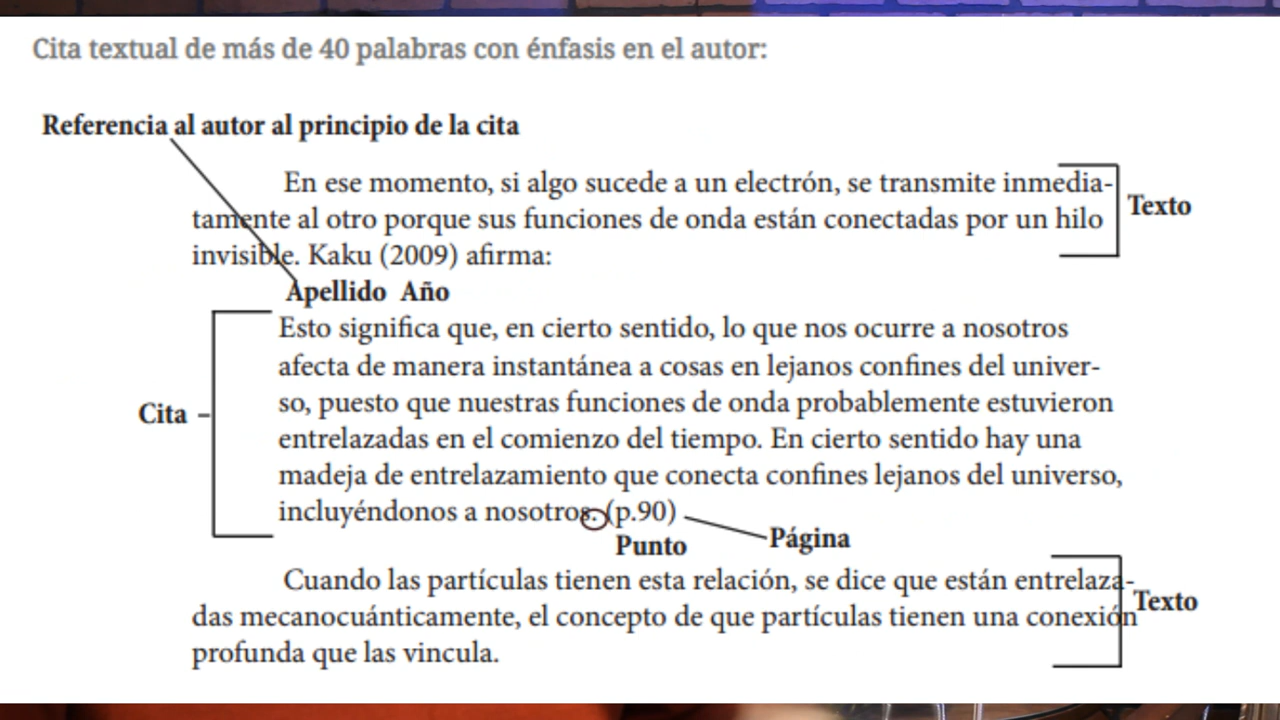 Cita textual de más de 40 palabras con énfasis en el autor:
Referencia al autor al principio de la cita
En ese momento, si algo sucede a un electrón, se transmite inmedia-
tamente al otro porque sus funciones de onda están conectadas por un hilo
invisible. Kaku (2009) afirma:
Texto
Apellido Año
Esto significa que, en cierto sentido, lo que nos ocurre a nosotros
afecta de manera instantánea a cosas en lejanos confines del univer-
so, puesto que nuestras funciones de onda probablemente estuvieron
entrelazadas en el comienzo del tiempo. En cierto sentido hay una
madeja de entrelazamiento que conecta confines lejanos del universo,
incluyéndonos a nosotros. (p.90)
Cita
Punto
Página
Cuando las partículas tienen esta relación, se dice que están entrelaza-
das mecanocuánticamente, el concepto de que partículas tienen una conexión
profunda que las vincula.
Texto